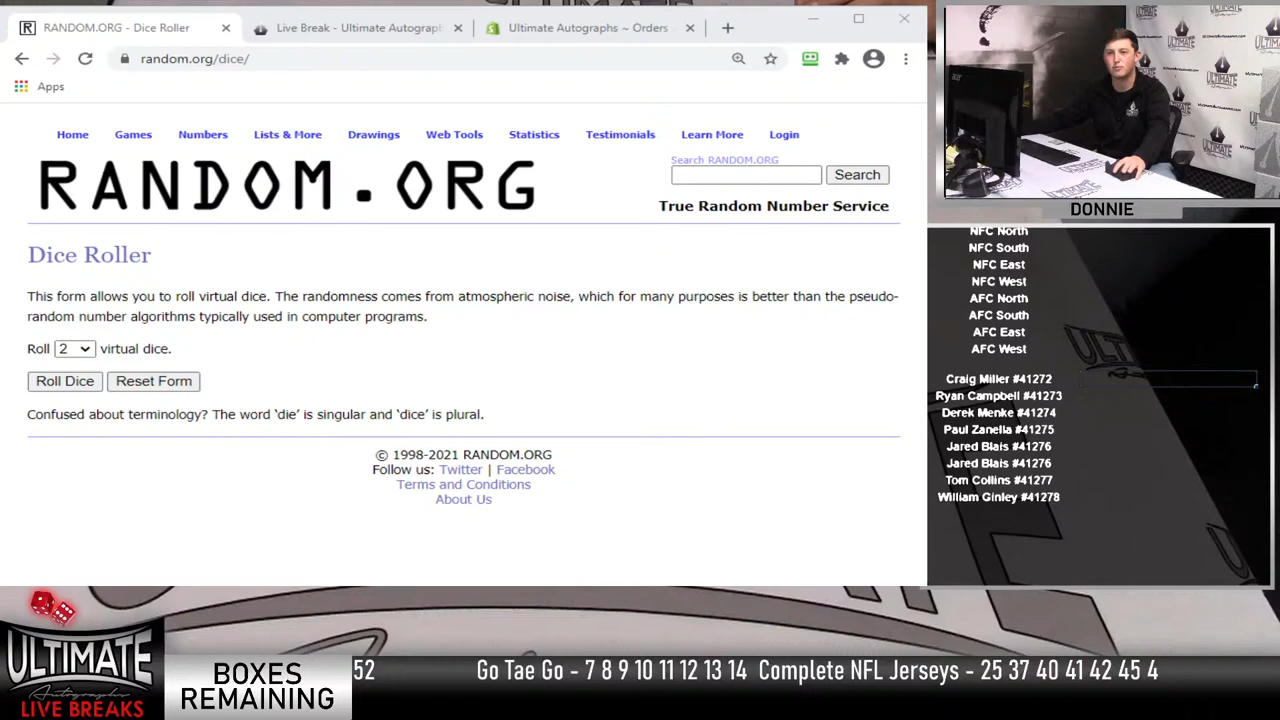 RANDOM.ORG - Dice Roller
Live Break - Ultimate Autograph
Ultimate Autographs ~ Orders
random.org/dice/
Apps
Home Games Numbers Lists & More Drawings Web Tools Statistics Testimonials Learn More Login
RANDOM.ORG
Search RANDOM.ORG
Search
True Random Number Service
Dice Roller
This form allows you to roll virtual dice. The randomness comes from atmospheric noise, which for many purposes is better than the pseudo-
random number algorithms typically used in computer programs.
Roll 2 virtual dice.
Roll Dice Reset Form
Confused about terminology? The word ‘die’ is singular and ‘dice’ is plural.
© 1998-2021 RANDOM.ORG
Follow us: Twitter | Facebook
Terms and Conditions
About Us
ULTIMATE
DONNIE
NFC North
NFC South
NFC East
NFC West
AFC North
AFC South
AFC East
AFC West
Craig Miller #41272
Ryan Campbell #41273
Derek Menke #41274
Paul Zanella #41275
Jared Blais #41276
Jared Blais #41276
Tom Collins #41277
William Ginley #41278
ULTIMATE
Autographs
LIVE BREAKS
BOXES
REMAINING
52 Go Tae Go - 7 8 9 10 11 12 13 14 Complete NFL Jerseys - 25 37 40 41 42 45 4